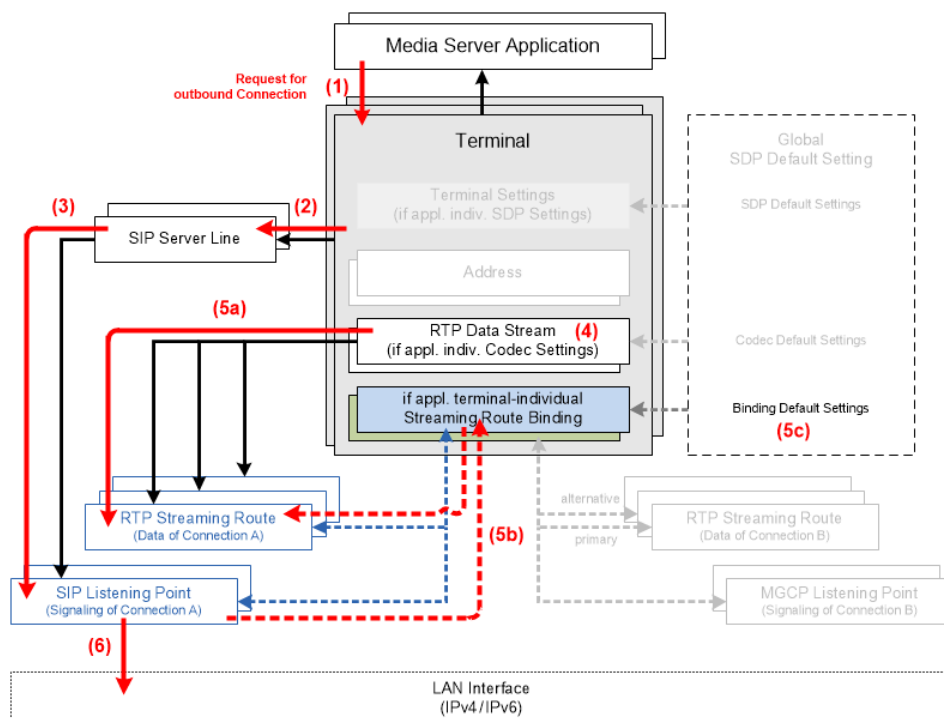 Media Server Application
Request for
outbound Connection
(1)
Terminal
Global
SDP Default Setting
Terminal Settings
(if appl. indiv. SDP Settings)
SDP Default Settings
(3)
(2)
SIP Server Line
Address
(5a)
RTP Data Stream
(4)
(if appl. indiv. Codec Settings)
Codec Default Settings
if appl. terminal-individual
Streaming Route Binding
Binding Default Settings
(5c)
alternative
primary
RTP Streaming Route
(Data of Connection A)
(5b)
RTP Streaming Route
(Data of Connection B)
SIP Listening Point
(Signaling of Connection A)
MGCP Listening Point
(Signaling of Connection B)
(6)
LAN Interface
(IPv4/IPv6)